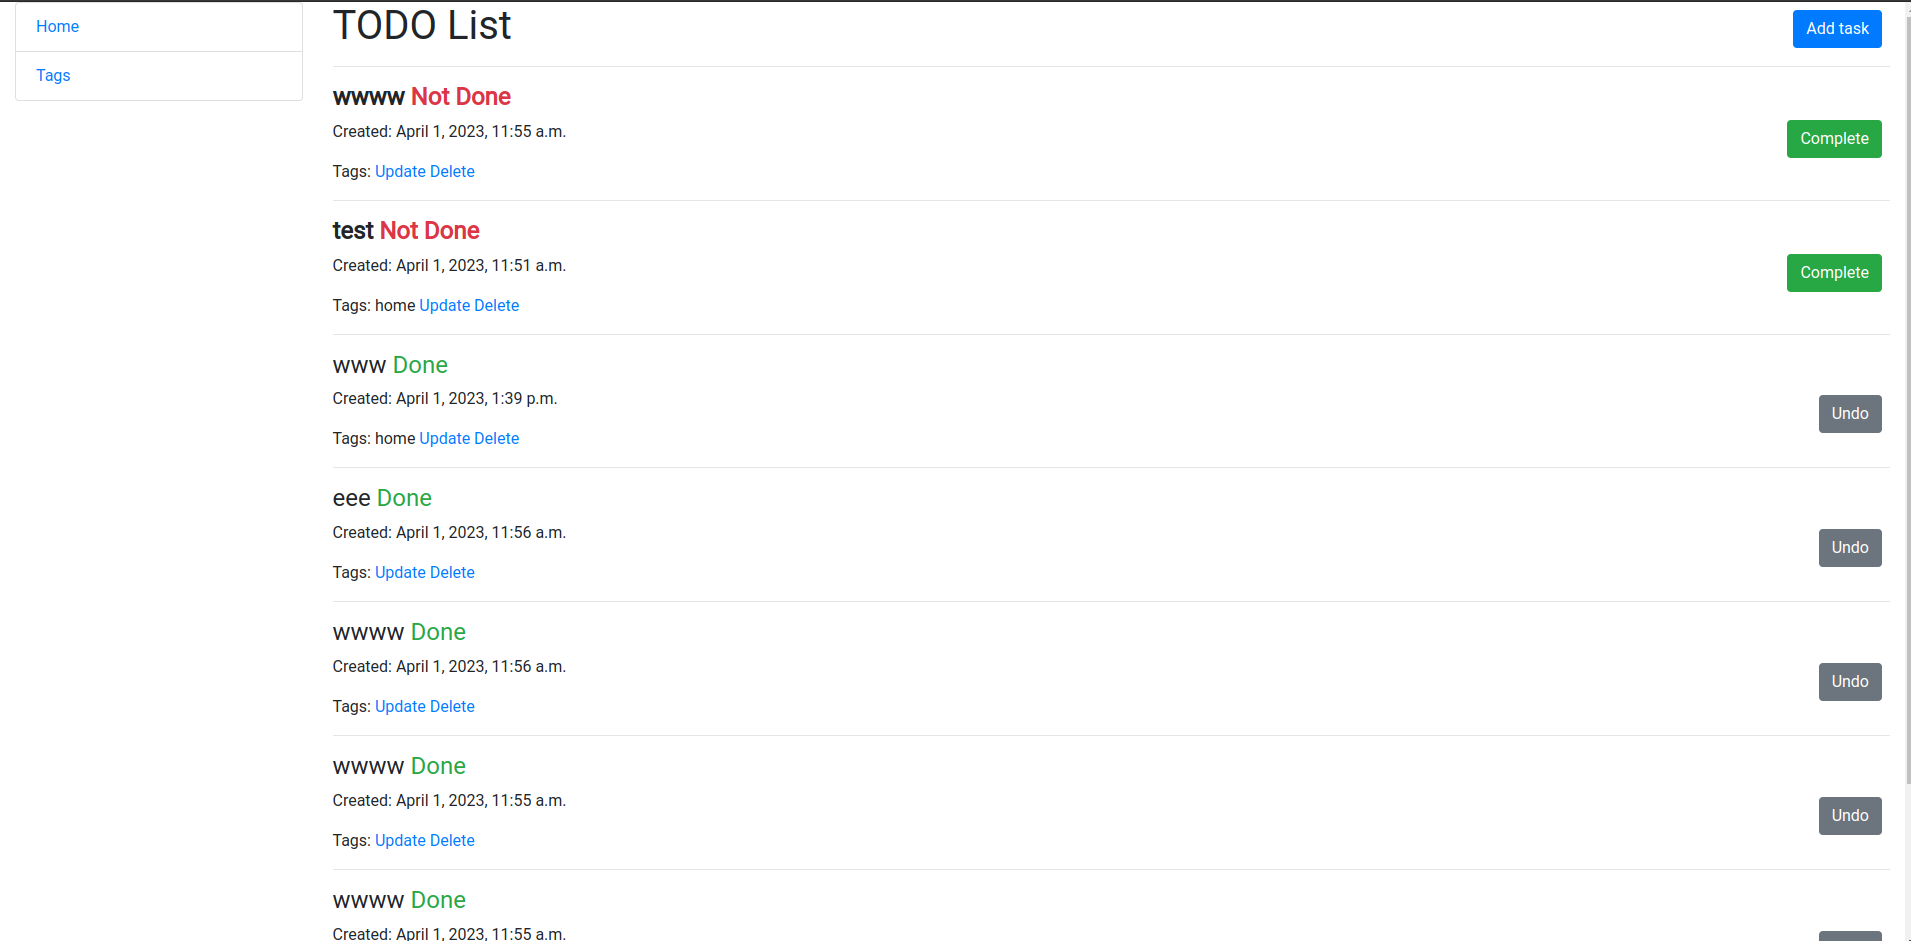 Home
Tags
TODO List
Add task
wwww Not Done
Created: April 1, 2023, 11:55 a.m.
Complete
Tags: Update Delete
test Not Done
Created: April 1, 2023, 11:51 a.m.
Complete
Tags: home Update Delete
www Done
Created: April 1, 2023, 1:39 p.m.
Undo
Tags: home Update Delete
eee Done
Created: April 1, 2023, 11:56 a.m.
Undo
Tags: Update Delete
wwww Done
Created: April 1, 2023, 11:56 a.m.
Undo
Tags: Update Delete
wwww Done
Created: April 1, 2023, 11:55 a.m.
Undo
Tags: Update Delete
wwww Done
Created: April 1, 2023, 11:55 a.m.